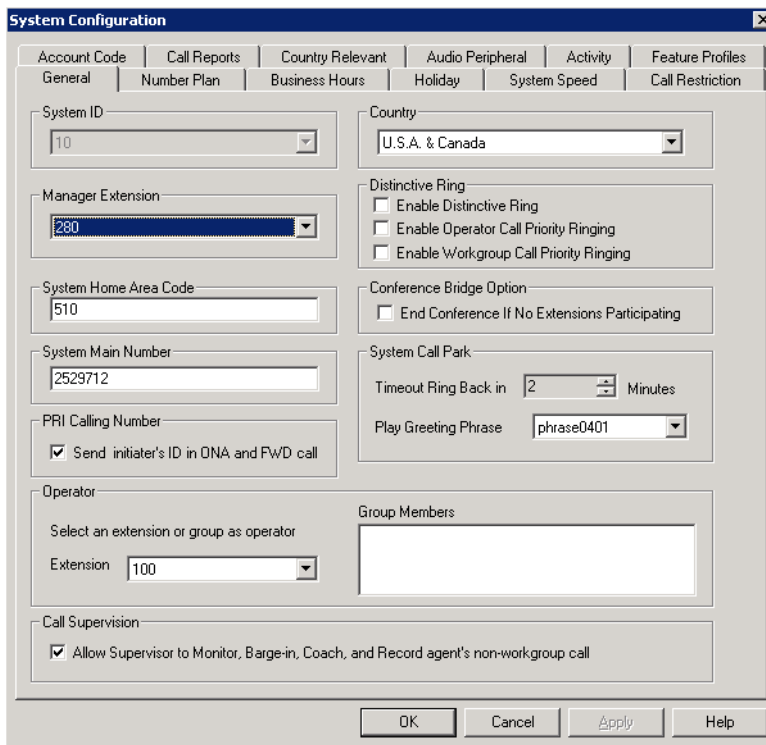 System Configuration
Account Code
Call Reports
Country Relevant
Audio Peripheral
Activity
Feature Profiles
General
Number Plan
Business Hours
Holiday
System Speed
Call Restriction
System ID
10
Country
U.S.A. & Canada
Manager Extension
280
Distinctive Ring
Enable Distinctive Ring
Enable Operator Call Priority Ringing
Enable Workgroup Call Priority Ringing
System Home Area Code
510
Conference Bridge Option
End Conference If No Extensions Participating
System Main Number
2529712
System Call Park
Timeout Ring Back in 2 Minutes
Play Greeting Phrase phrase0401
PRI Calling Number
Send initiater's ID in ONA and FWD call
Operator
Select an extension or group as operator
Extension 100
Group Members
Call Supervision
Allow Supervisor to Monitor, Barge-in, Coach, and Record agent's non-workgroup call
OK
Cancel
Apply
Help